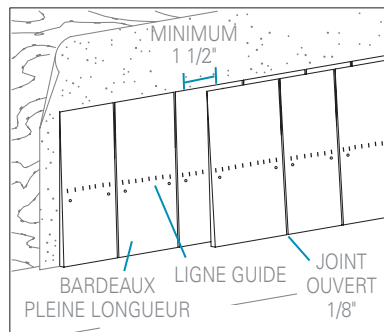 MINIMUM
1 1/2"
BARDEAUX
PLEINE LONGUEUR
LIGNE GUIDE
JOINT
OUVERT
1/8"